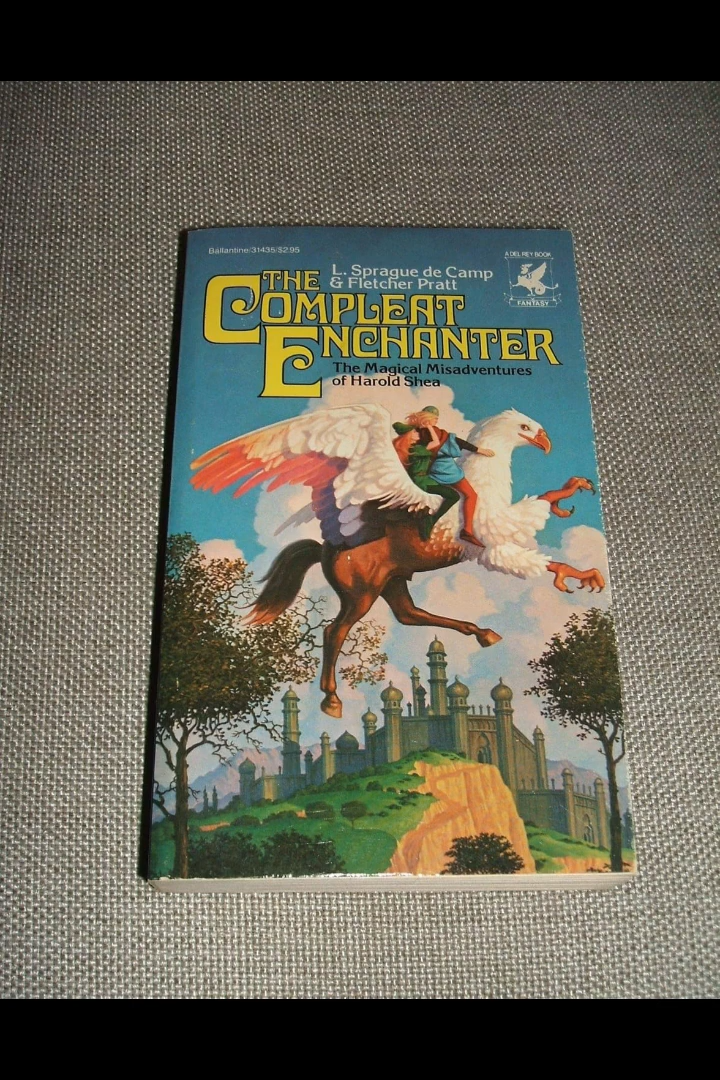 Ballantine/31435/$2.95
A DEL REY BOOK
FANTASY
L. Sprague de Camp
& Fletcher Pratt
THE
COMPLEAT
ENCHANTER
The Magical Misadventures
of Harold Shea